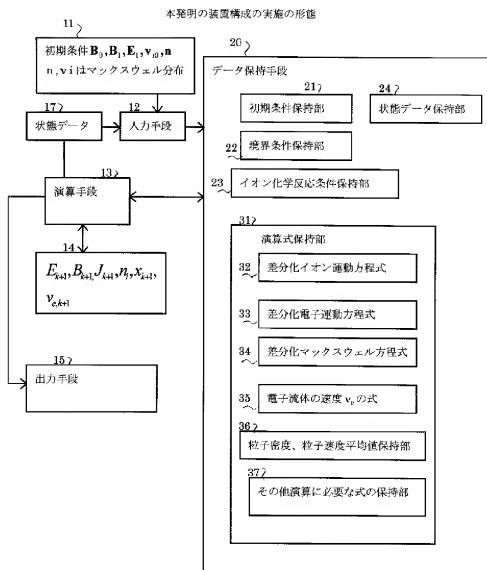 本発明の装置構成の実施の形態
11
初期条件B₀,B₁,E₁,v_{i0},n
n,viはマックスウェル分布
17
状態データ
12
入力手段
13
演算手段
14
E_{k+1},B_{k+1},J_{k+1},n_i,x_{k+1},
v_{e,k+1}
15
出力手段
20
データ保持手段
21
初期条件保持部
24
状態データ保持部
22
境界条件保持部
23
イオン化学反応条件保持部
31
演算式保持部
32
差分化イオン運動方程式
33
差分化電子運動方程式
34
差分化マックスウェル方程式
35
電子流体の速度vₑの式
36
粒子密度、粒子速度平均値保持部
37
その他演算に必要な式の保持部